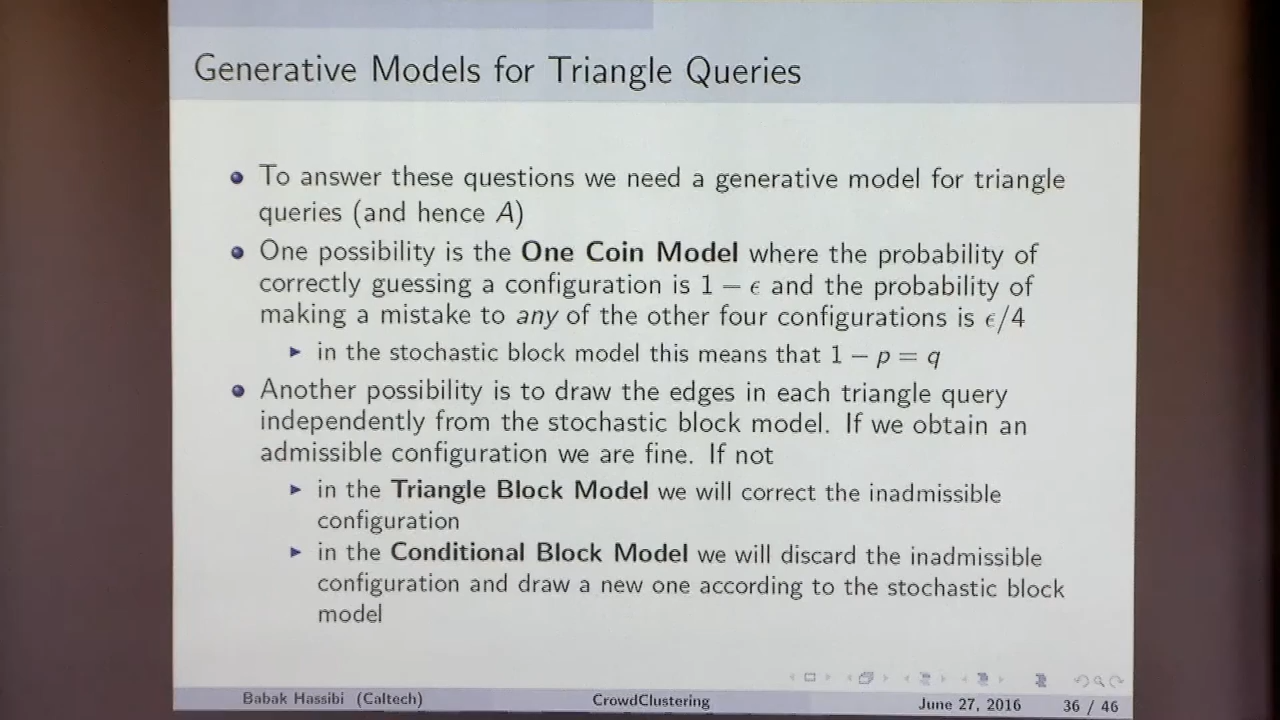 Generative Models for Triangle Queries
To answer these questions we need a generative model for triangle
queries (and hence A)
One possibility is the One Coin Model where the probability of
correctly guessing a configuration is 1 − ϵ and the probability of
making a mistake to any of the other four configurations is ϵ/4
in the stochastic block model this means that 1 − p = q
Another possibility is to draw the edges in each triangle query
independently from the stochastic block model. If we obtain an
admissible configuration we are fine. If not
in the Triangle Block Model we will correct the inadmissible
configuration
in the Conditional Block Model we will discard the inadmissible
configuration and draw a new one according to the stochastic block
model
Babak Hassibi (Caltech) CrowdClustering June 27, 2016 36 / 46